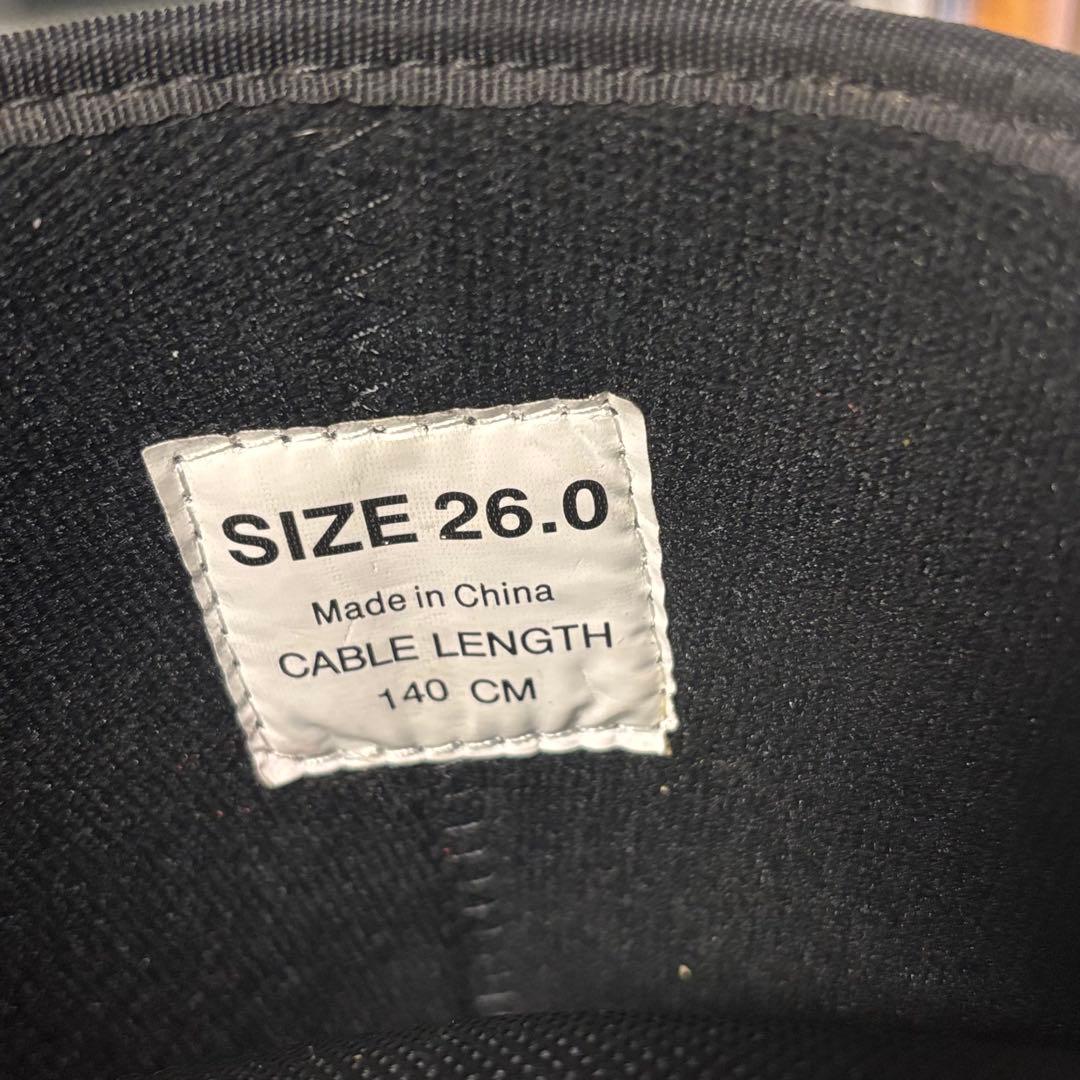 SIZE 26.0
Made in China
CABLE LENGTH
140 CM